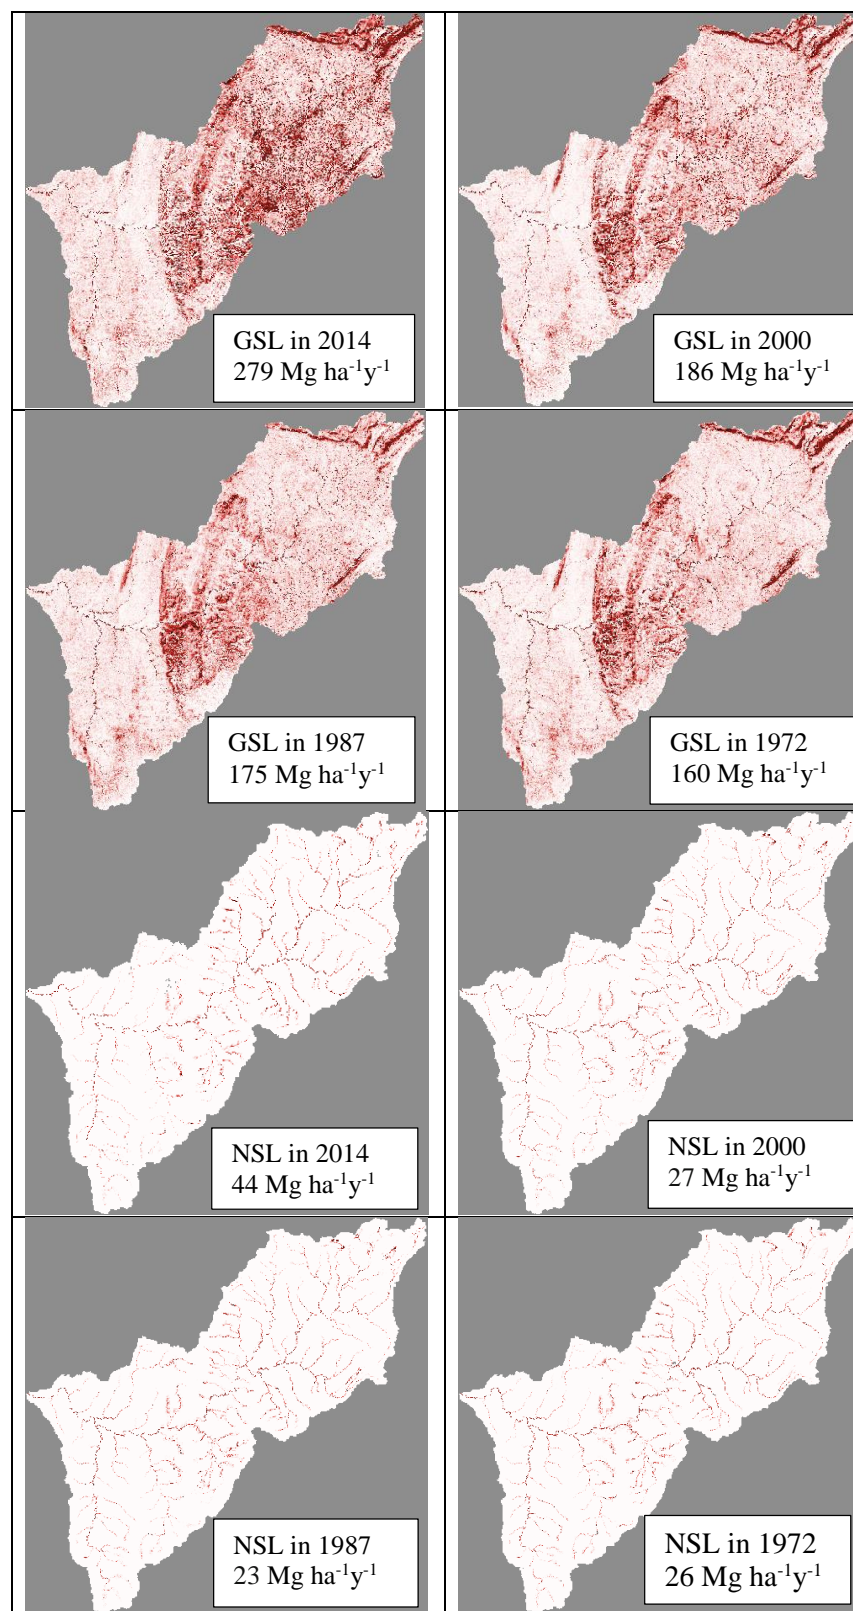 GSL in 2014
279 Mg ha⁻¹y⁻¹
GSL in 2000
186 Mg ha⁻¹y⁻¹
GSL in 1987
175 Mg ha⁻¹y⁻¹
GSL in 1972
160 Mg ha⁻¹y⁻¹
NSL in 2014
44 Mg ha⁻¹y⁻¹
NSL in 2000
27 Mg ha⁻¹y⁻¹
NSL in 1987
23 Mg ha⁻¹y⁻¹
NSL in 1972
26 Mg ha⁻¹y⁻¹